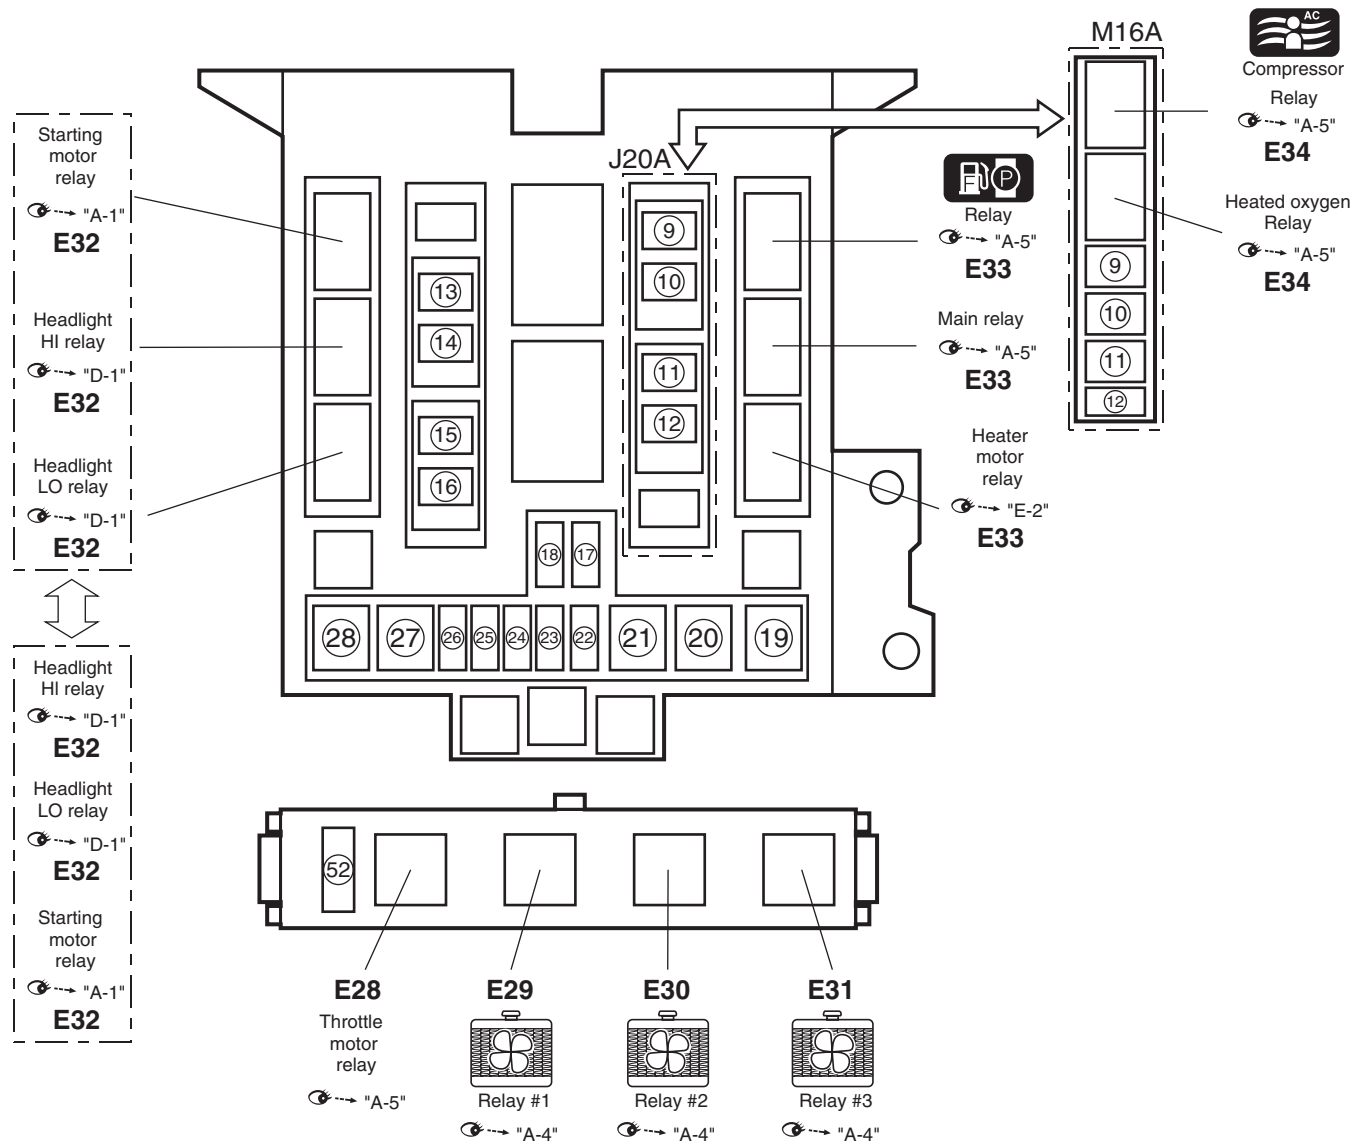 M16A
AC
Compressor
Relay
"A-5"
E34
Heated oxygen
Relay
"A-5"
E34
9
10
11
12
Starting
motor
relay
"A-1"
E32
Headlight
HI relay
"D-1"
E32
Headlight
LO relay
"D-1"
E32
J20A
9
10
11
12
13
14
15
16
F P
Relay
"A-5"
E33
Main relay
"A-5"
E33
Heater
motor
relay
"E-2"
E33
18 17
28 27 26 25 24 23 22 21 20 19
Headlight
HI relay
"D-1"
E32
Headlight
LO relay
"D-1"
E32
Starting
motor
relay
"A-1"
E32
52
E28
Throttle
motor
relay
"A-5"
E29
Relay #1
"A-4"
E30
Relay #2
"A-4"
E31
Relay #3
"A-4"